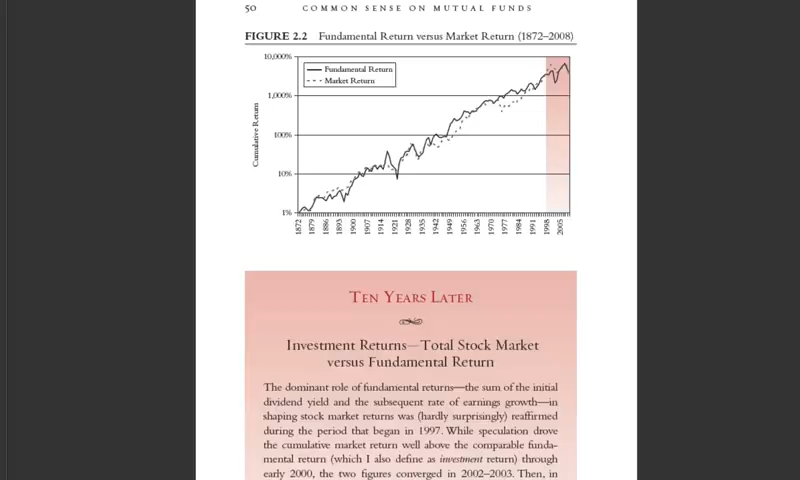 50 COMMON SENSE ON MUTUAL FUNDS
FIGURE 2.2 Fundamental Return versus Market Return (1872–2008)
10,000%
1,000%
100%
10%
1%
Cumulative Return
Fundamental Return
Market Return
1872 1879 1886 1893 1900 1907 1914 1921 1928 1935 1942 1949 1956 1963 1970 1977 1984 1991 1998 2005
TEN YEARS LATER
Investment Returns—Total Stock Market
versus Fundamental Return
The dominant role of fundamental returns—the sum of the initial
dividend yield and the subsequent rate of earnings growth—in
shaping stock market returns was (hardly surprisingly) reaffirmed
during the period that began in 1997. While speculation drove
the cumulative market return well above the comparable funda-
mental return (which I also define as investment return) through
early 2000, the two figures converged in 2002–2003. Then, in